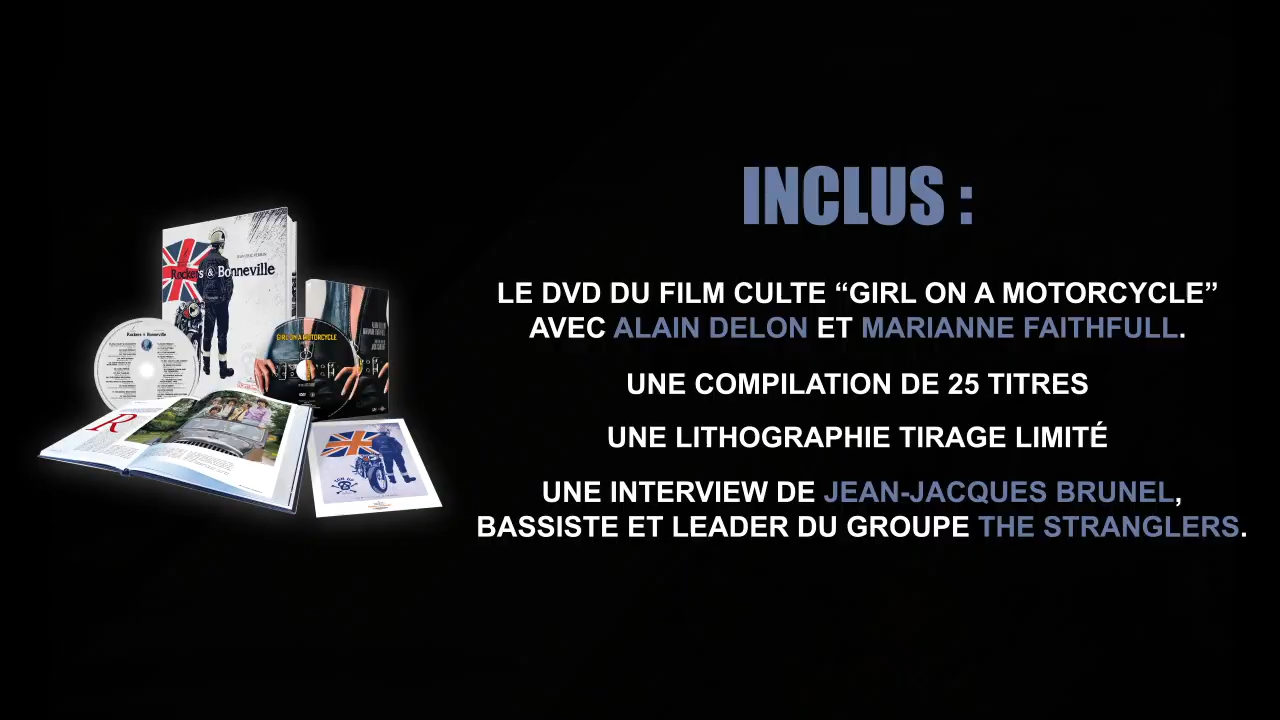 INCLUS :
LE DVD DU FILM CULTE “GIRL ON A MOTORCYCLE”
AVEC ALAIN DELON ET MARIANNE FAITHFULL.
UNE COMPILATION DE 25 TITRES
UNE LITHOGRAPHIE TIRAGE LIMITÉ
UNE INTERVIEW DE JEAN-JACQUES BRUNEL,
BASSISTE ET LEADER DU GROUPE THE STRANGLERS.
Rockers & Bonneville
Rockers & Bonneville
GIRL ON A MOTORCYCLE
R